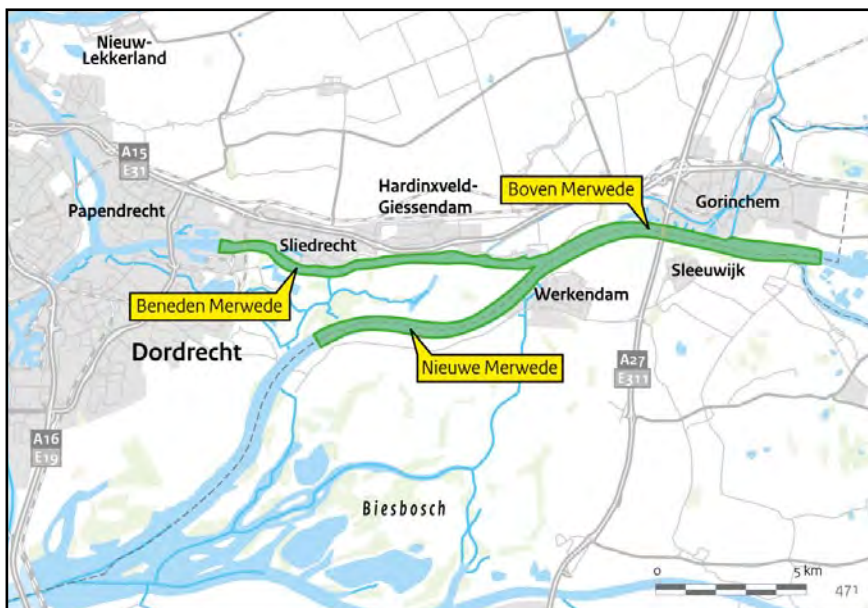 Nieuw-
Lekkerland
A15
E31
Papendrecht
Hardinxveld-
Giessendam
Boven Merwede
Gorinchem
Sliedrecht
Sleeuwijk
Beneden Merwede
Werkendam
Dordrecht
Nieuwe Merwede
A27
E311
A16
E19
Biesbosch
0 5 km
471